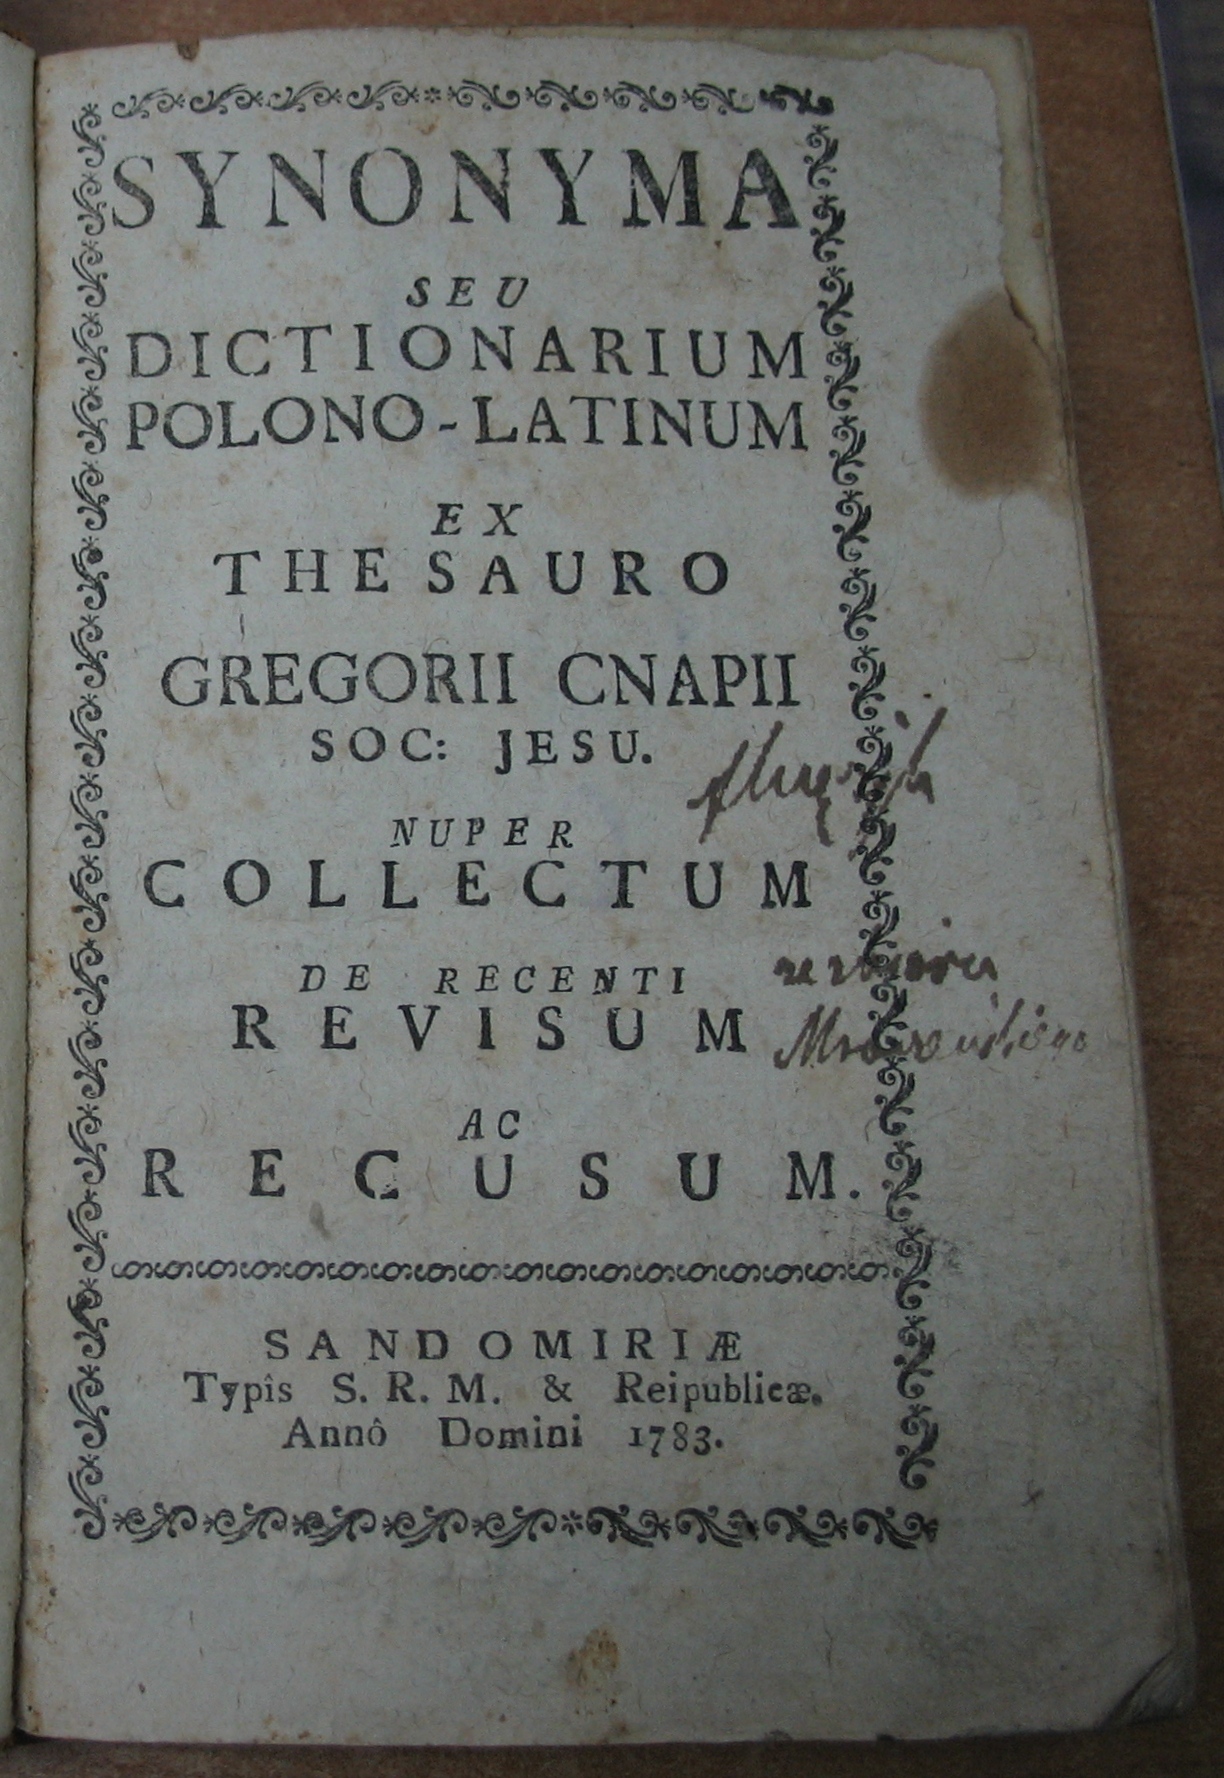 SYNONYMA
SEU
DICTIONARIUM
POLONO-LATINUM
EX
THESAURO
GREGORII CNAPII
SOC: JESU.
NUPER
COLLECTUM
DE RECENTI
REVISUM
AC
RECUSUM.
SANDOMIRIÆ
Typîs S. R. M. & Reipublicæ.
Annô Domini 1783.